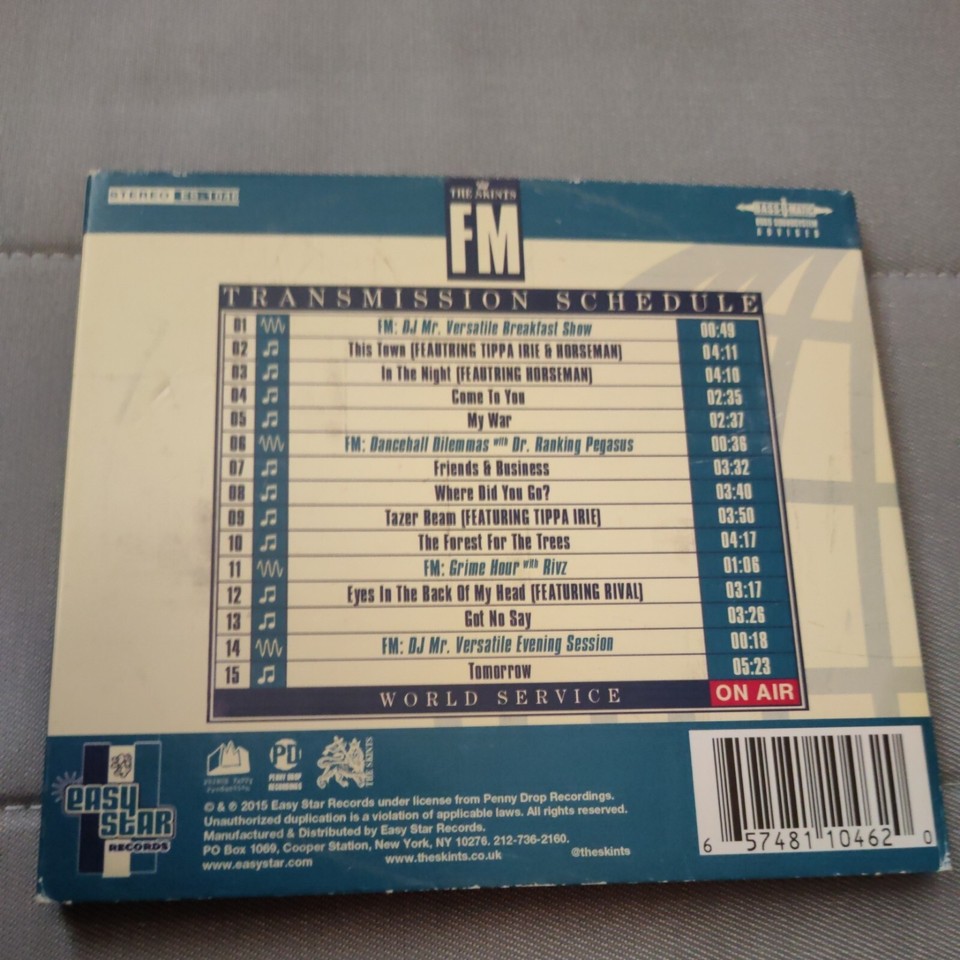 STEREO
THE SKINTS
FM
TRANSMISSION SCHEDULE
01 FM: DJ Mr. Versatile Breakfast Show 00:49
02 This Town (FEAUTRING TIPPA IRIE & HORSEMAN) 04:11
03 In The Night (FEAUTRING HORSEMAN) 04:10
04 Come To You 02:35
05 My War 02:37
06 FM: Dancehall Dilemmas with Dr. Ranking Pegasus 00:36
07 Friends & Business 03:32
08 Where Did You Go? 03:40
09 Tazer Beam (FEATURING TIPPA IRIE) 03:50
10 The Forest For The Trees 04:17
11 FM: Grime Hour with Rivz 01:06
12 Eyes In The Back Of My Head (FEATURING RIVAL) 03:17
13 Got No Say 03:26
14 FM: DJ Mr. Versatile Evening Session 00:18
15 Tomorrow 05:23
WORLD SERVICE ON AIR
easy
star
RECORDS
PD
PENNY DROP
RECORDINGS
THE SKINTS
© & ℗ 2015 Easy Star Records under license from Penny Drop Recordings.
Unauthorized duplication is a violation of applicable laws. All rights reserved.
Manufactured & Distributed by Easy Star Records.
PO Box 1069, Cooper Station, New York, NY 10276. 212-736-2160.
www.easystar.com www.theskints.co.uk @theskints
6 57481 10462 0